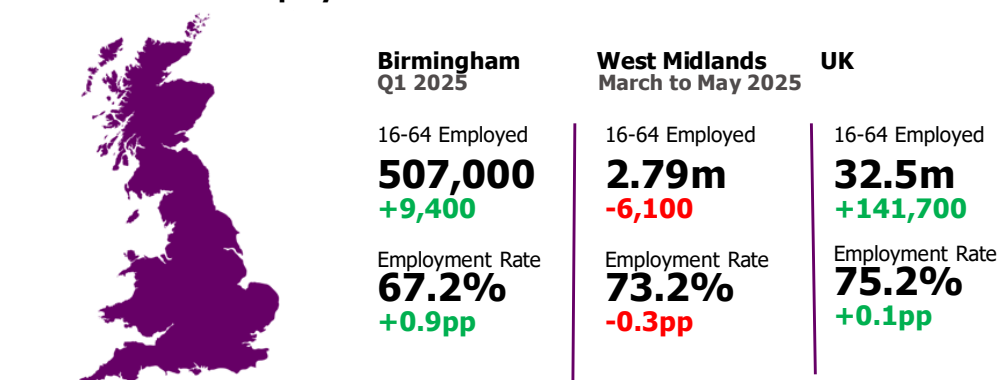 Birmingham
Q1 2025
16-64 Employed
507,000
+9,400
Employment Rate
67.2%
+0.9pp
West Midlands
March to May 2025
16-64 Employed
2.79m
-6,100
Employment Rate
73.2%
-0.3pp
UK
16-64 Employed
32.5m
+141,700
Employment Rate
75.2%
+0.1pp